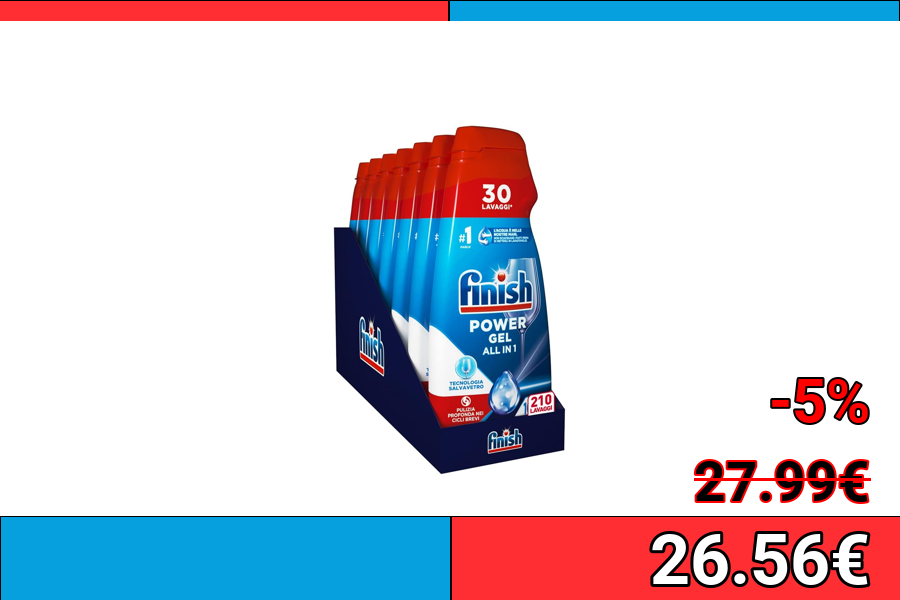 30
LAVAGGI*
#1
L'ACQUA È NELLE
NOSTRE MANI.
finish
POWER
GEL
ALL IN 1
TECNOLOGIA
SALVAVETRO
PULIZIA
PROFONDA NEI
CICLI BREVI
210
LAVAGGI
finish
finish
-5%
27.99€
26.56€